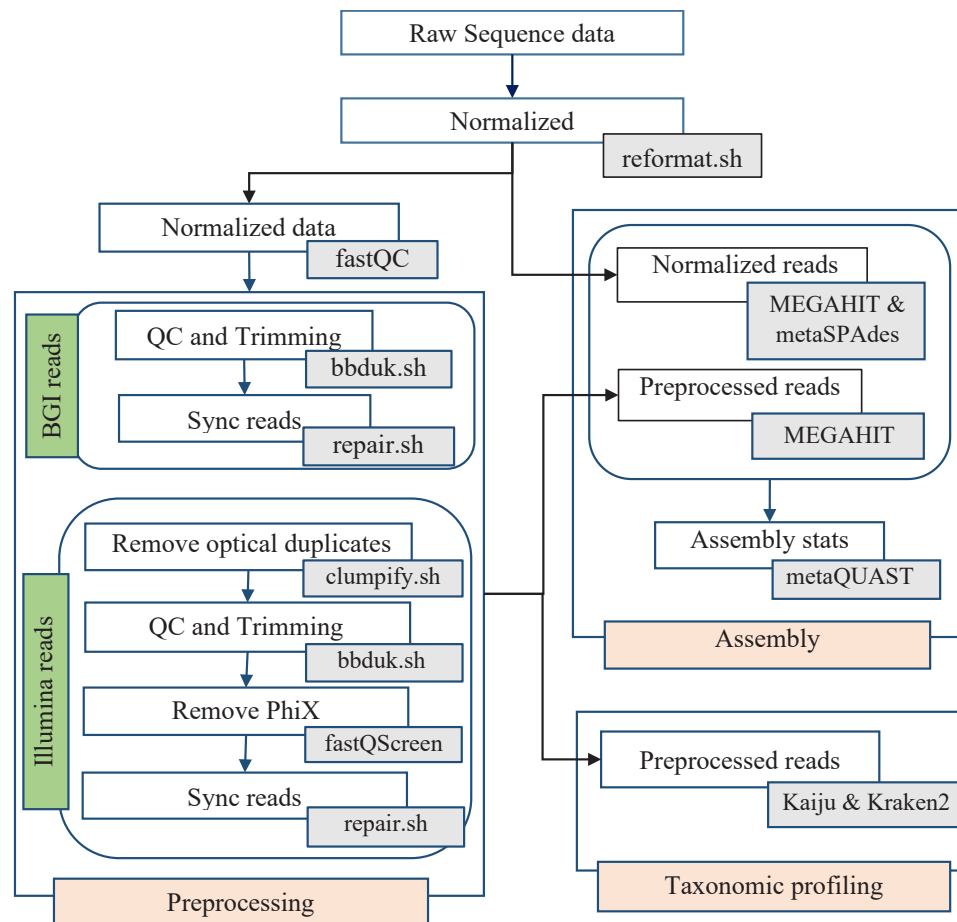 Raw Sequence data
Normalized
reformat.sh
Normalized data
fastQC
BGI reads
QC and Trimming
bbduk.sh
Sync reads
repair.sh
Illumina reads
Remove optical duplicates
clumpify.sh
QC and Trimming
bbduk.sh
Remove PhiX
fastQScreen
Sync reads
repair.sh
Preprocessing
Normalized reads
MEGAHIT &
metaSPAdes
Preprocessed reads
MEGAHIT
Assembly stats
metaQUAST
Assembly
Preprocessed reads
Kaiju & Kraken2
Taxonomic profiling